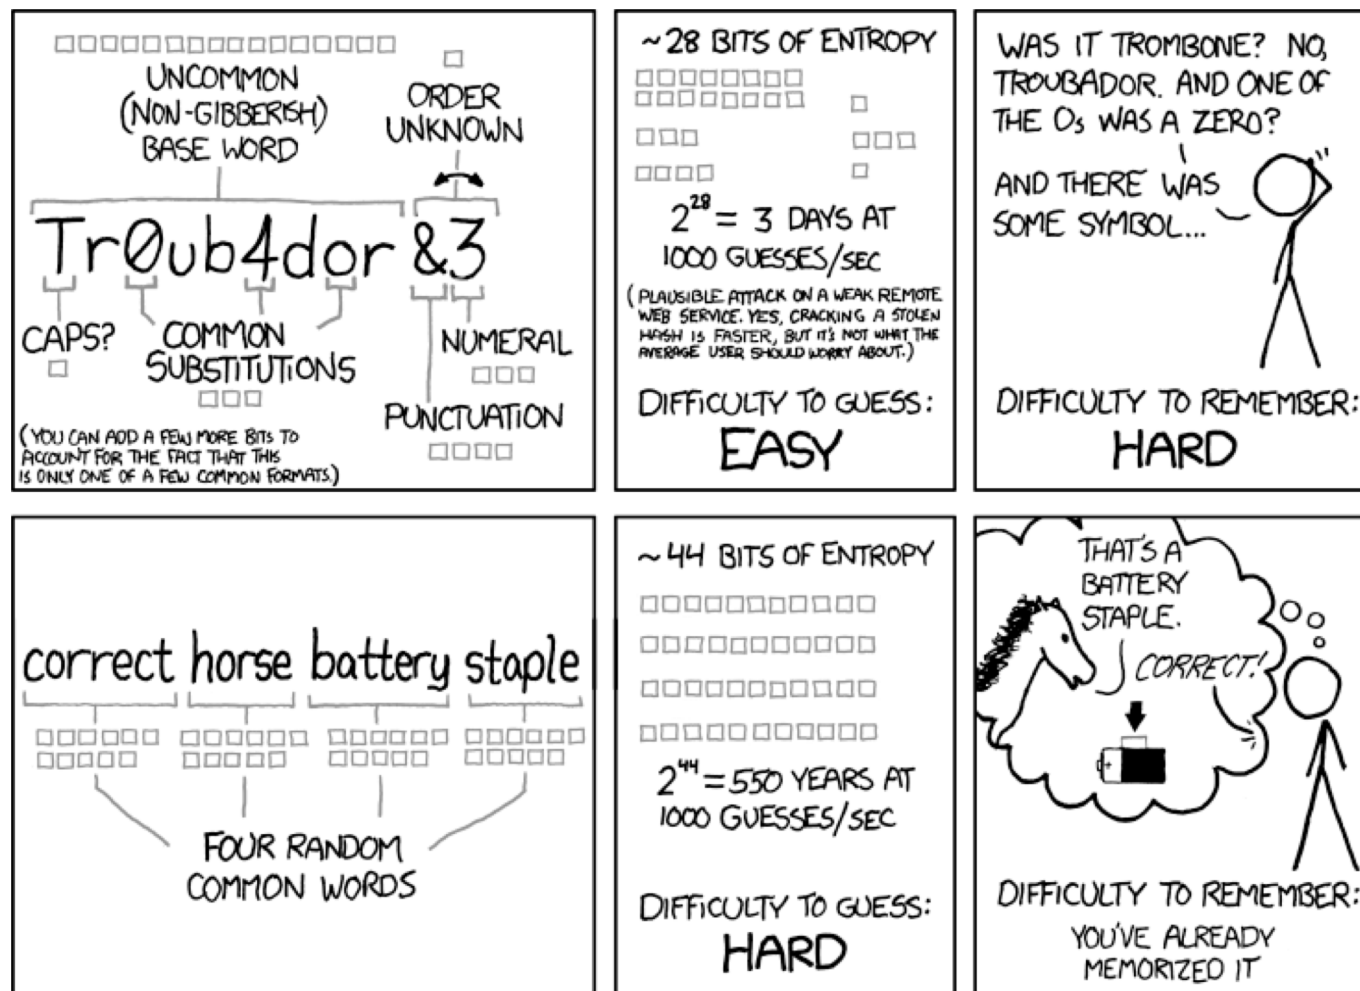 UNCOMMON
(NON-GIBBERISH)
BASE WORD
ORDER
UNKNOWN
Tr0ub4dor &3
CAPS?
COMMON
SUBSTITUTIONS
NUMERAL
PUNCTUATION
(YOU CAN ADD A FEW MORE BITS TO
ACCOUNT FOR THE FACT THAT THIS
IS ONLY ONE OF A FEW COMMON FORMATS.)
~28 BITS OF ENTROPY
2^28 = 3 DAYS AT
1000 GUESSES/SEC
(PLAUSIBLE ATTACK ON A WEAK REMOTE
WEB SERVICE. YES, CRACKING A STOLEN
HASH IS FASTER, BUT IT'S NOT WHAT THE
AVERAGE USER SHOULD WORRY ABOUT.)
DIFFICULTY TO GUESS:
EASY
WAS IT TROMBONE? NO,
TROUBADOR. AND ONE OF
THE Os WAS A ZERO?
AND THERE WAS
SOME SYMBOL...
DIFFICULTY TO REMEMBER:
HARD
correct horse battery staple
FOUR RANDOM
COMMON WORDS
~44 BITS OF ENTROPY
2^44 = 550 YEARS AT
1000 GUESSES/SEC
DIFFICULTY TO GUESS:
HARD
THAT'S A
BATTERY
STAPLE.
CORRECT!
DIFFICULTY TO REMEMBER:
YOU'VE ALREADY
MEMORIZED IT